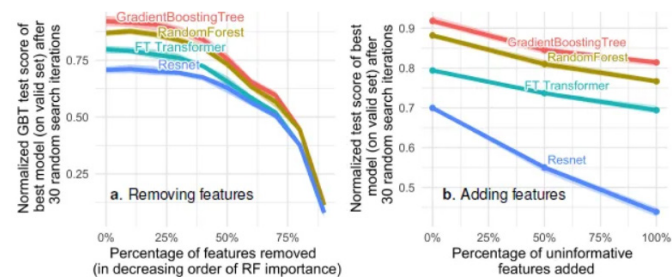 Normalized GBT test score of
best model (on valid set) after
30 random search iterations
0.75
0.50
0.25
GradientBoostingTree
RandomForest
FT Transformer
Resnet
a. Removing features
0% 25% 50% 75%
Percentage of features removed
(in decreasing order of RF importance)
Normalized test score of best
model (on valid set) after
30 random search iterations
0.9
0.8
0.7
0.6
0.5
GradientBoostingTree
RandomForest
FT Transformer
Resnet
b. Adding features
0% 25% 50% 75% 100%
Percentage of uninformative
features added